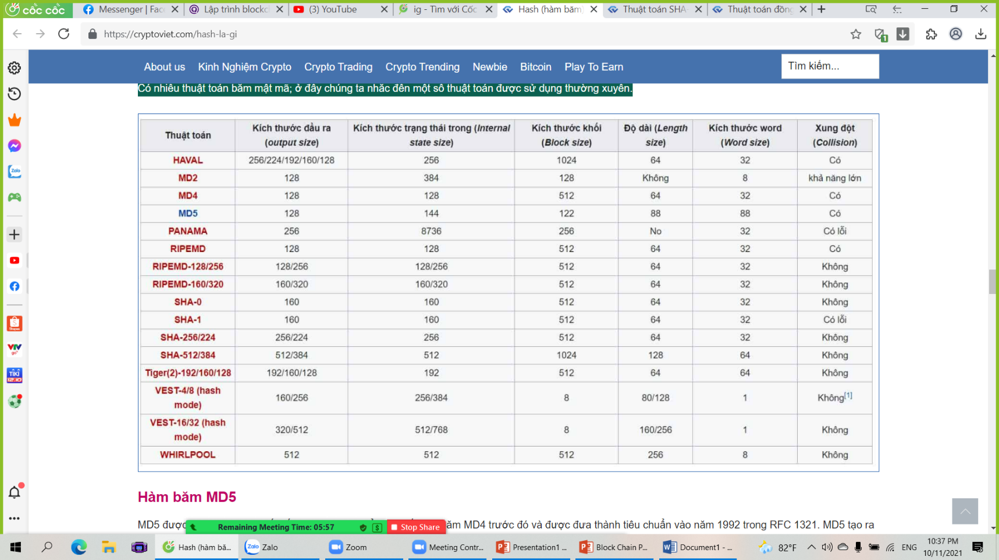 cốc cốc
Messenger | Fac
Lập trình blockc
(3) YouTube
ig - Tìm với Cốc
Hash (hàm băm)
Thuật toán SHA-
Thuật toán đồng
https://cryptoviet.com/hash-la-gi
1
About us Kinh Nghiệm Crypto Crypto Trading Crypto Trending Newbie Bitcoin Play To Earn
Tìm kiếm...
Có nhiều thuật toán băm mật mã; ở đây chúng ta nhắc đến một số thuật toán được sử dụng thường xuyên.
Thuật toán
Kích thước đầu ra
(output size)
Kích thước trạng thái trong (Internal
state size)
Kích thước khối
(Block size)
Độ dài (Length
size)
Kích thước word
(Word size)
Xung đột
(Collision)
HAVAL 256/224/192/160/128 256 1024 64 32 Có
MD2 128 384 128 Không 8 khả năng lớn
MD4 128 128 512 64 32 Có
MD5 128 144 122 88 88 Có
PANAMA 256 8736 256 No 32 Có lỗi
RIPEMD 128 128 512 64 32 Có
RIPEMD-128/256 128/256 128/256 512 64 32 Không
RIPEMD-160/320 160/320 160/320 512 64 32 Không
SHA-0 160 160 512 64 32 Không
SHA-1 160 160 512 64 32 Có lỗi
SHA-256/224 256/224 256 512 64 32 Không
SHA-512/384 512/384 512 1024 128 64 Không
Tiger(2)-192/160/128 192/160/128 192 512 64 64 Không
VEST-4/8 (hash
mode)
160/256 256/384 8 80/128 1 Không[1]
VEST-16/32 (hash
mode)
320/512 512/768 8 160/256 1 Không
WHIRLPOOL 512 512 512 256 8 Không
Hàm băm MD5
MD5 được
ăm MD4 trước đó và được đưa thành tiêu chuẩn vào năm 1992 trong RFC 1321. MD5 tạo ra
Remaining Meeting Time: 05:57
Stop Share
Zalo
Shopee
VTV
go
TIKI
Hash (hàm bă...
Zalo
Zalo
Zoom
Meeting Contr...
Presentation1 ...
Block Chain P...
Document1 - ...
82°F
ENG
10:37 PM
10/11/2021